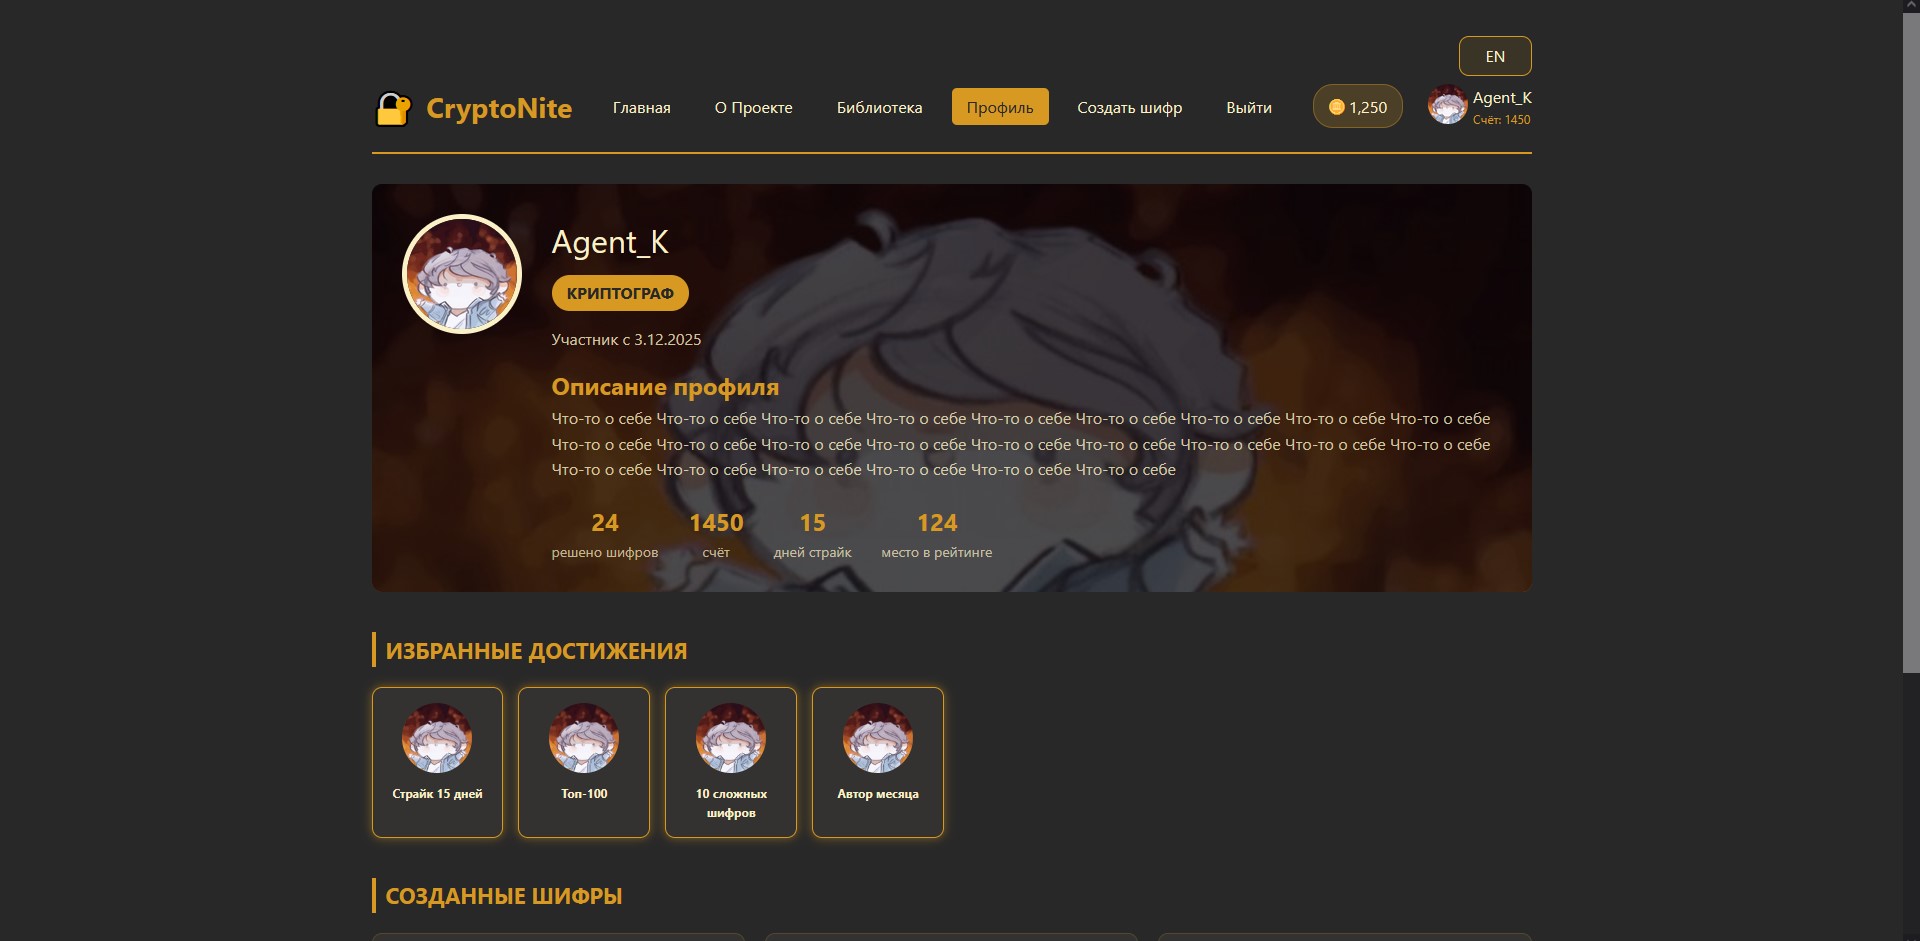 EN
CryptoNite
Главная
О Проекте
Библиотека
Профиль
Создать шифр
Выйти
1,250
Agent_K
Счёт: 1450
Agent_K
КРИПТОГРАФ
Участник с 3.12.2025
Описание профиля
Что-то о себе Что-то о себе Что-то о себе Что-то о себе Что-то о себе Что-то о себе Что-то о себе Что-то о себе Что-то о себе
Что-то о себе Что-то о себе Что-то о себе Что-то о себе Что-то о себе Что-то о себе Что-то о себе Что-то о себе Что-то о себе
Что-то о себе Что-то о себе Что-то о себе Что-то о себе Что-то о себе Что-то о себе
24
решено шифров
1450
счёт
15
дней страйк
124
место в рейтинге
ИЗБРАННЫЕ ДОСТИЖЕНИЯ
Страйк 15 дней
Топ-100
10 сложных
шифров
Автор месяца
СОЗДАННЫЕ ШИФРЫ